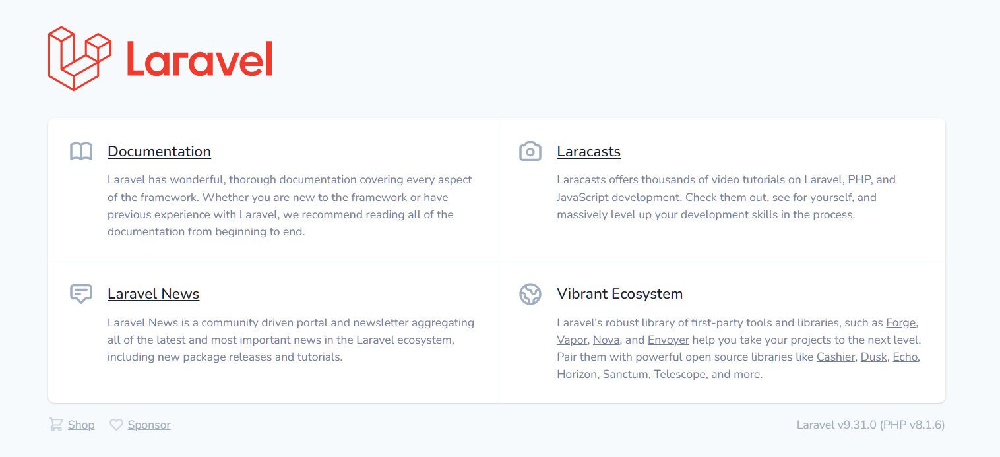 Laravel
Documentation
Laravel has wonderful, thorough documentation covering every aspect
of the framework. Whether you are new to the framework or have
previous experience with Laravel, we recommend reading all of the
documentation from beginning to end.
Laracasts
Laracasts offers thousands of video tutorials on Laravel, PHP, and
JavaScript development. Check them out, see for yourself, and
massively level up your development skills in the process.
Laravel News
Laravel News is a community driven portal and newsletter aggregating
all of the latest and most important news in the Laravel ecosystem,
including new package releases and tutorials.
Vibrant Ecosystem
Laravel's robust library of first-party tools and libraries, such as Forge,
Vapor, Nova, and Envoyer help you take your projects to the next level.
Pair them with powerful open source libraries like Cashier, Dusk, Echo,
Horizon, Sanctum, Telescope, and more.
Shop Sponsor Laravel v9.31.0 (PHP v8.1.6)